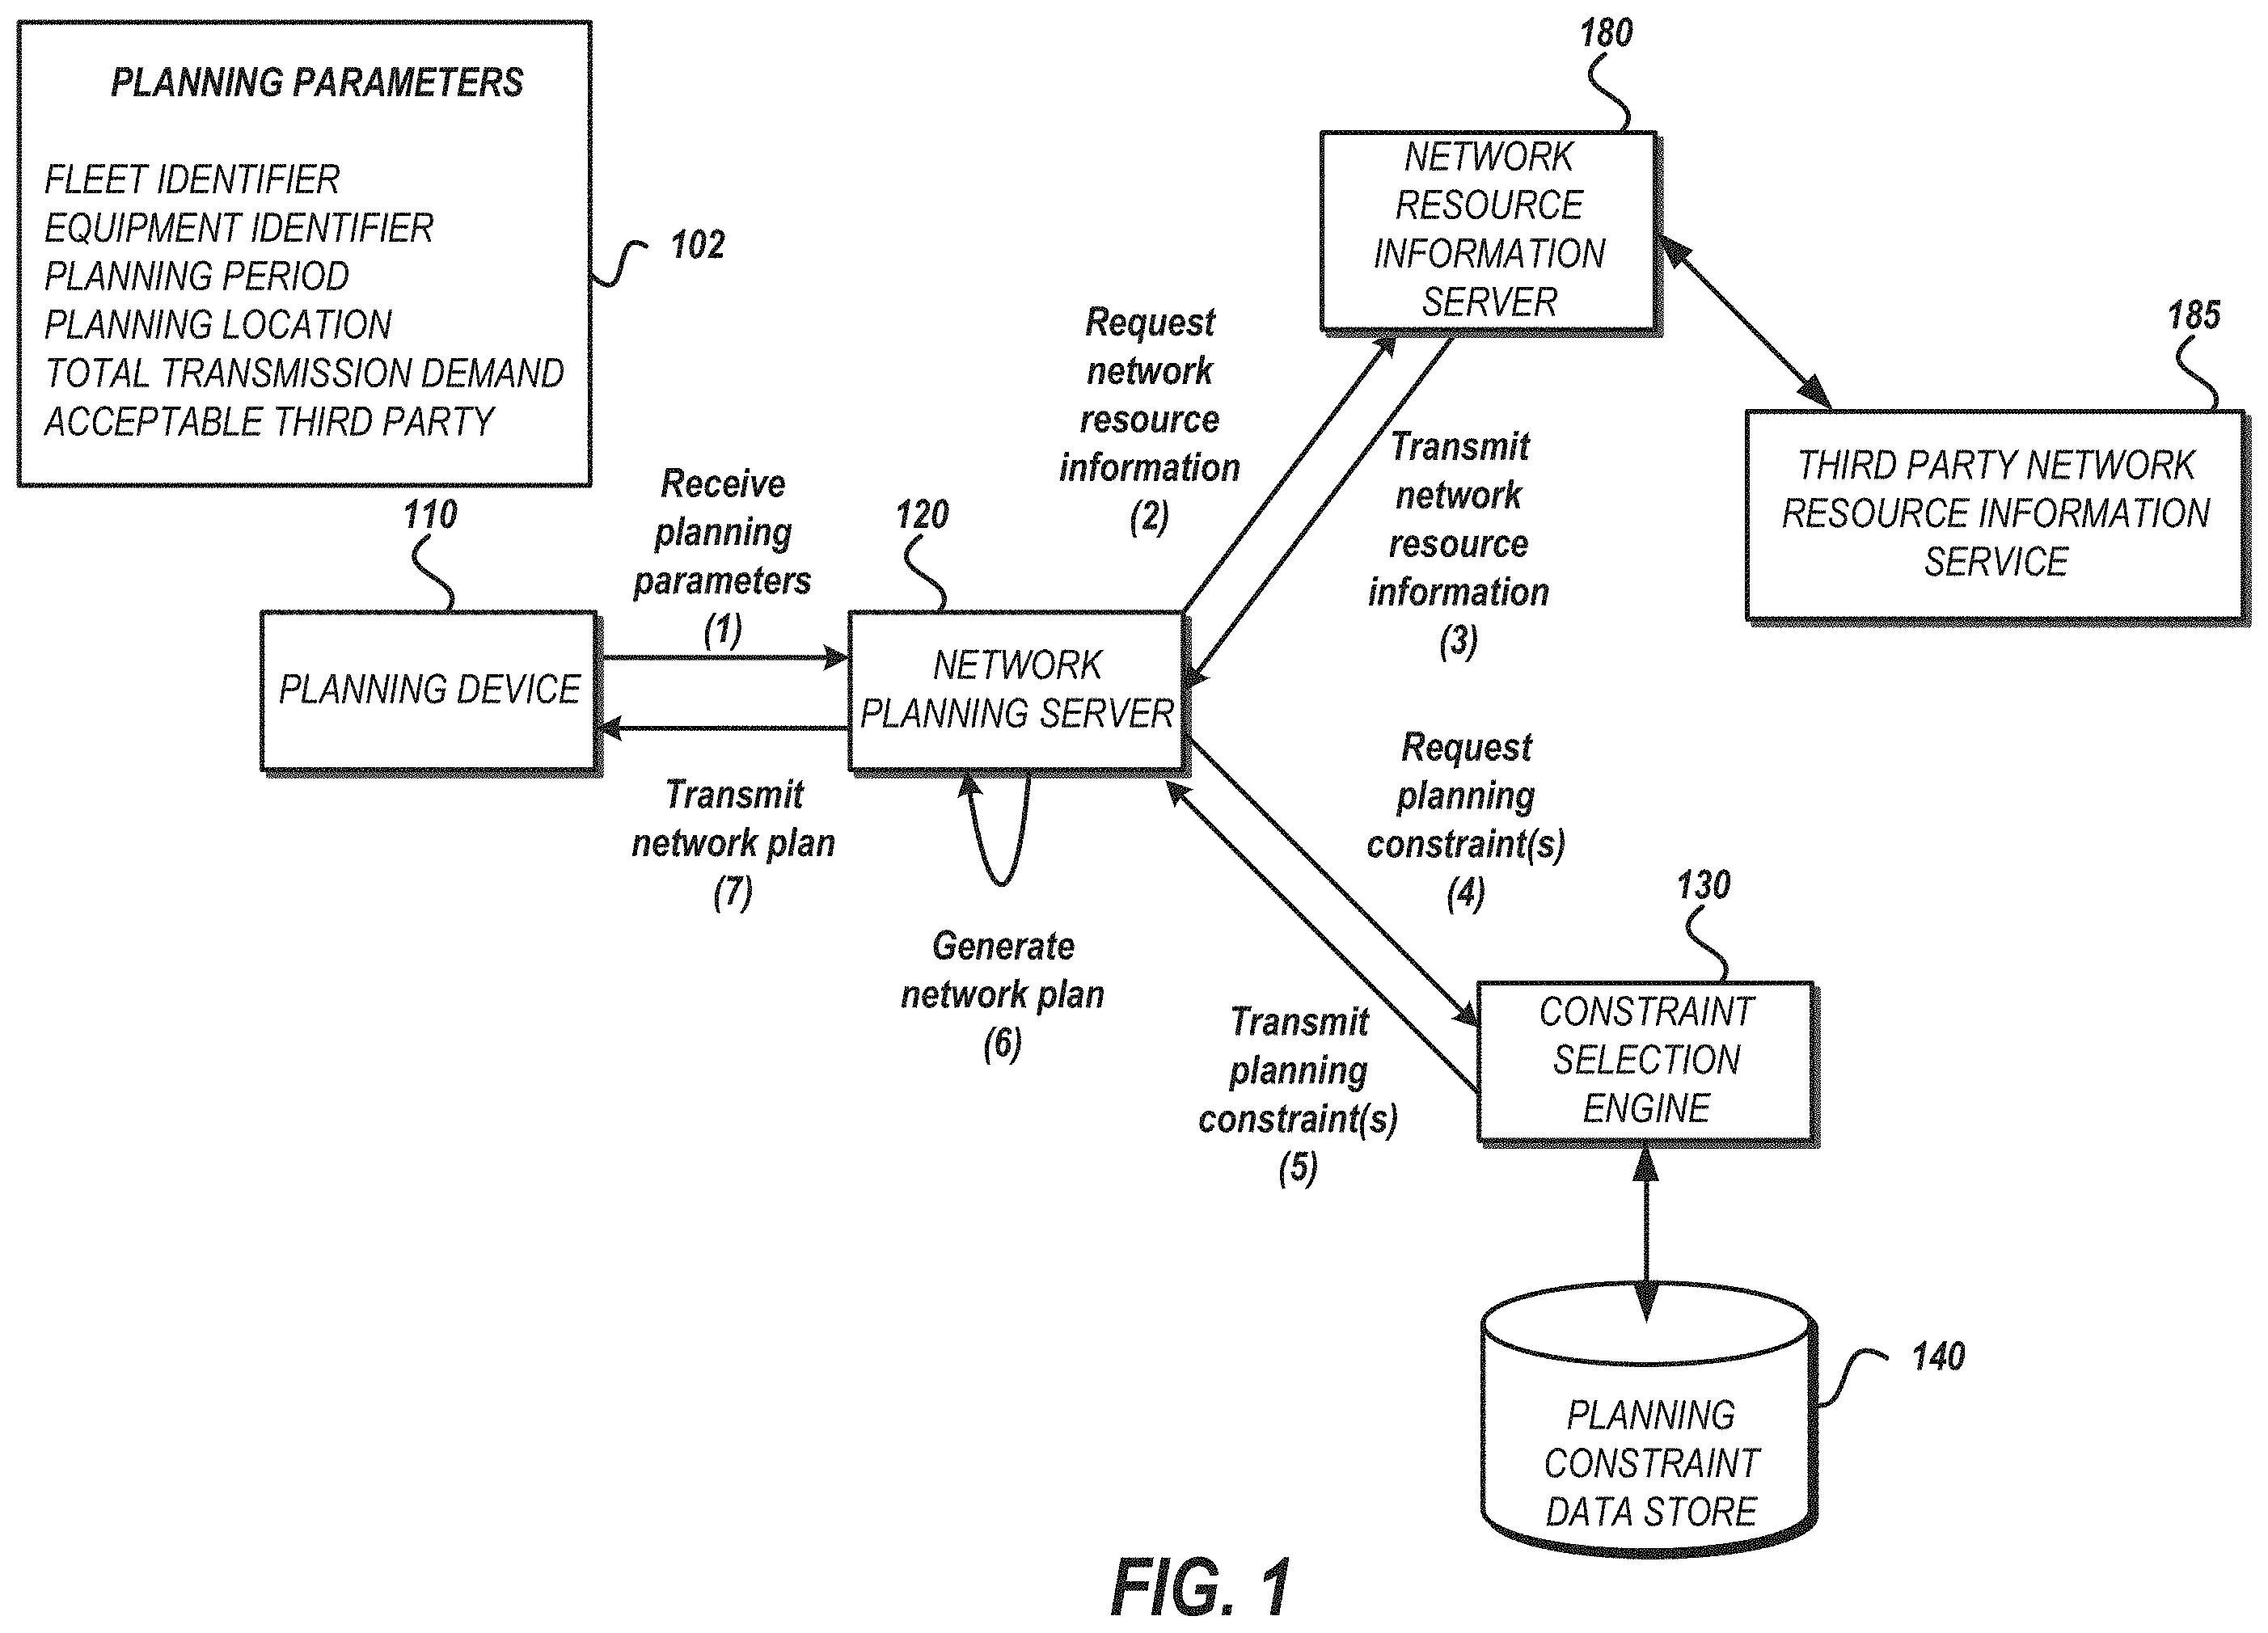 PLANNING PARAMETERS
FLEET IDENTIFIER
EQUIPMENT IDENTIFIER
PLANNING PERIOD
PLANNING LOCATION
TOTAL TRANSMISSION DEMAND
ACCEPTABLE THIRD PARTY
102
110
PLANNING DEVICE
Receive
planning
parameters
(1)
Transmit
network plan
(7)
120
NETWORK
PLANNING SERVER
Generate
network plan
(6)
Request
network
resource
information
(2)
180
NETWORK
RESOURCE
INFORMATION
SERVER
Transmit
network
resource
information
(3)
185
THIRD PARTY NETWORK
RESOURCE INFORMATION
SERVICE
Request
planning
constraint(s)
(4)
Transmit
planning
constraint(s)
(5)
130
CONSTRAINT
SELECTION
ENGINE
140
PLANNING
CONSTRAINT
DATA STORE
FIG. 1